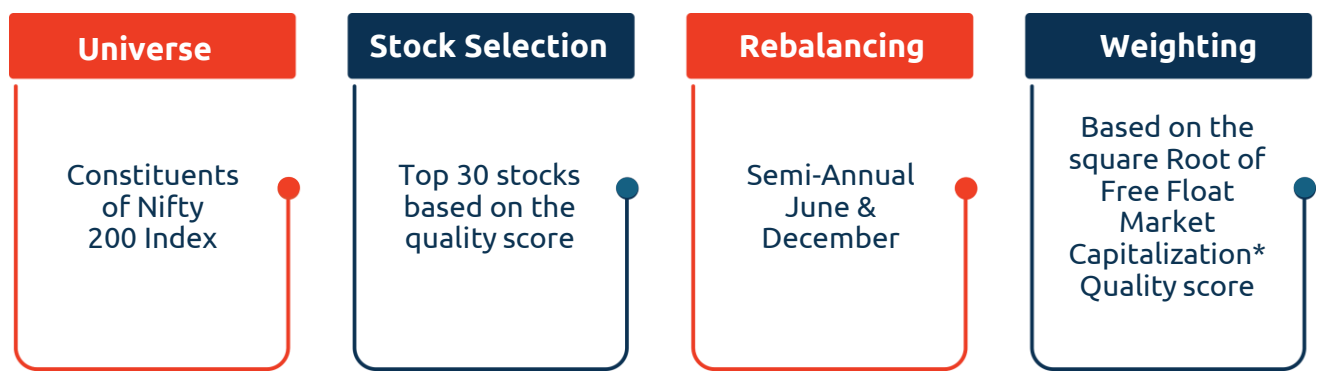 Universe
Constituents
of Nifty
200 Index
Stock Selection
Top 30 stocks
based on the
quality score
Rebalancing
Semi-Annual
June &
December
Weighting
Based on the
square Root of
Free Float
Market
Capitalization*
Quality score